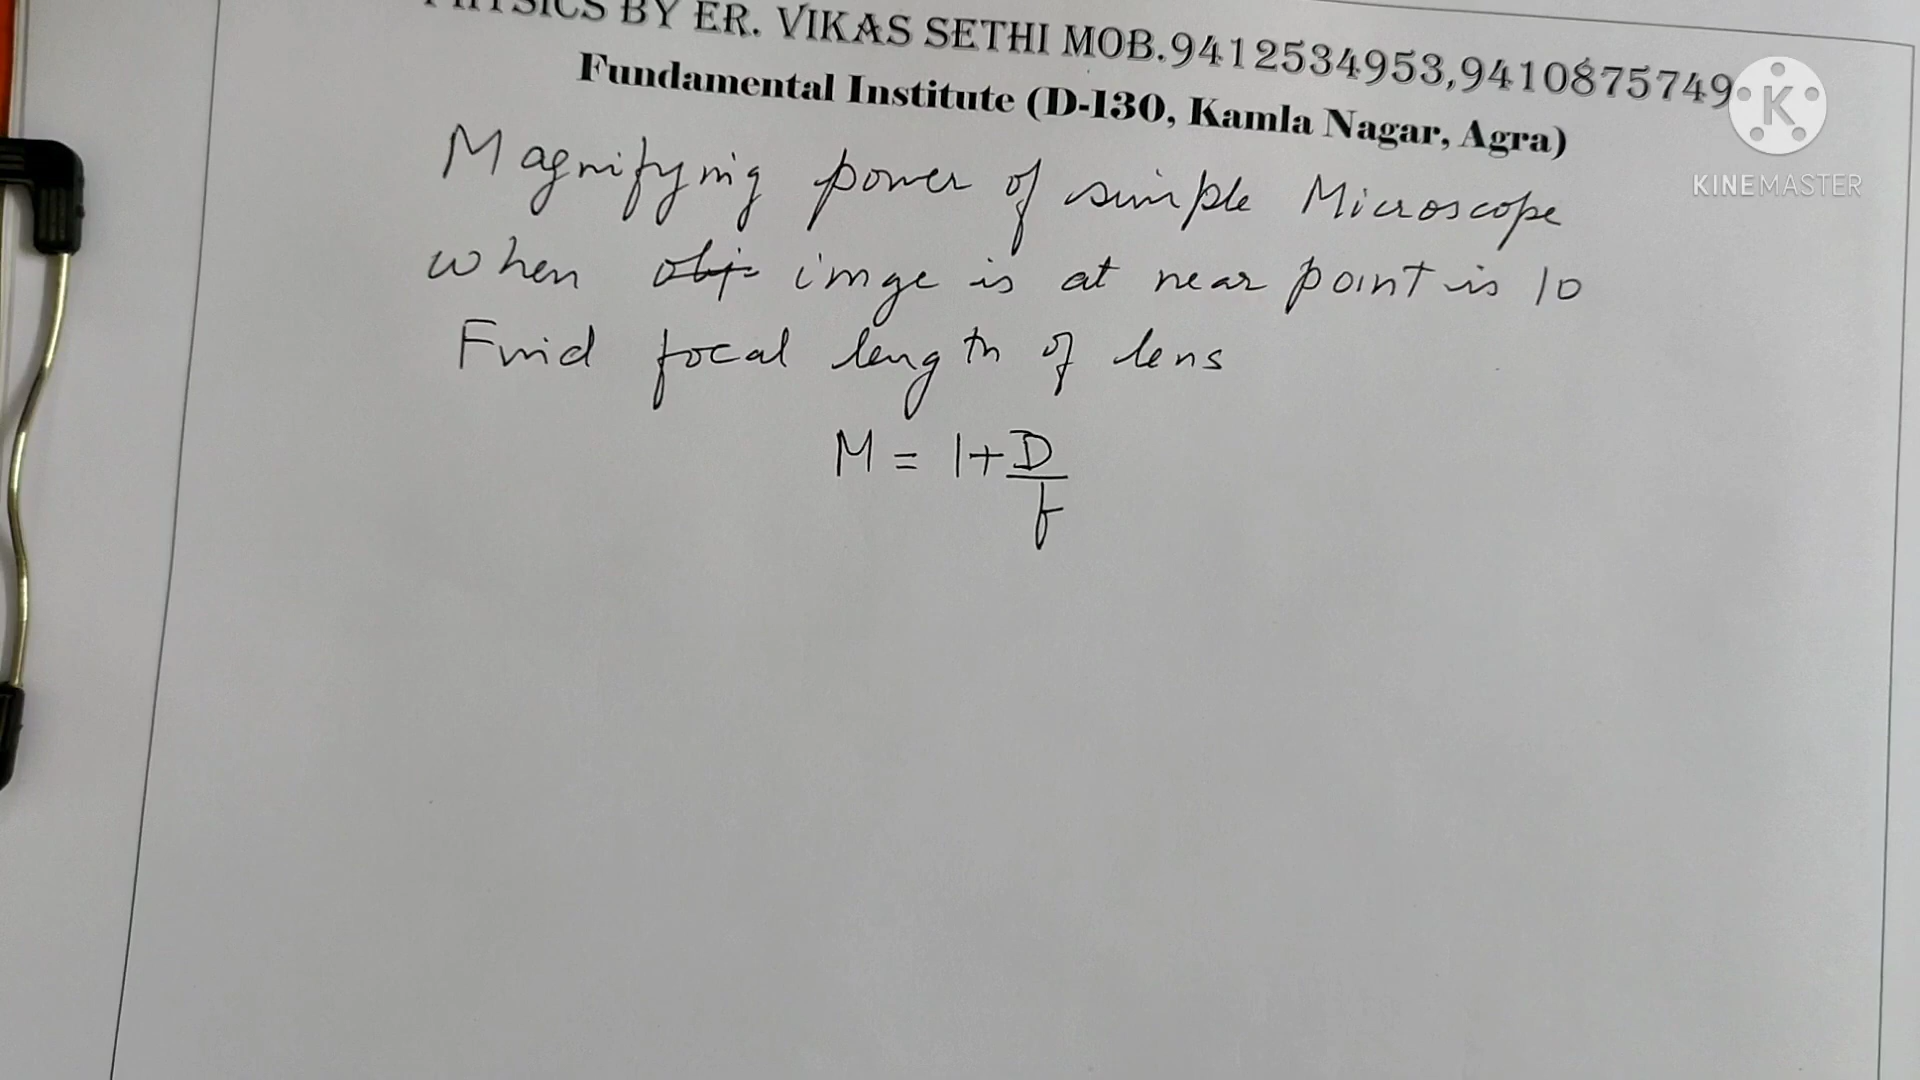 PHYSICS BY ER. VIKAS SETHI MOB.9412534953,9410875749
Fundamental Institute (D-130, Kamla Nagar, Agra)
K
KINEMASTER
Magnifying power of simple Microscope
when obj imge is at near point is 10
Find focal length of lens
M = 1+D/f